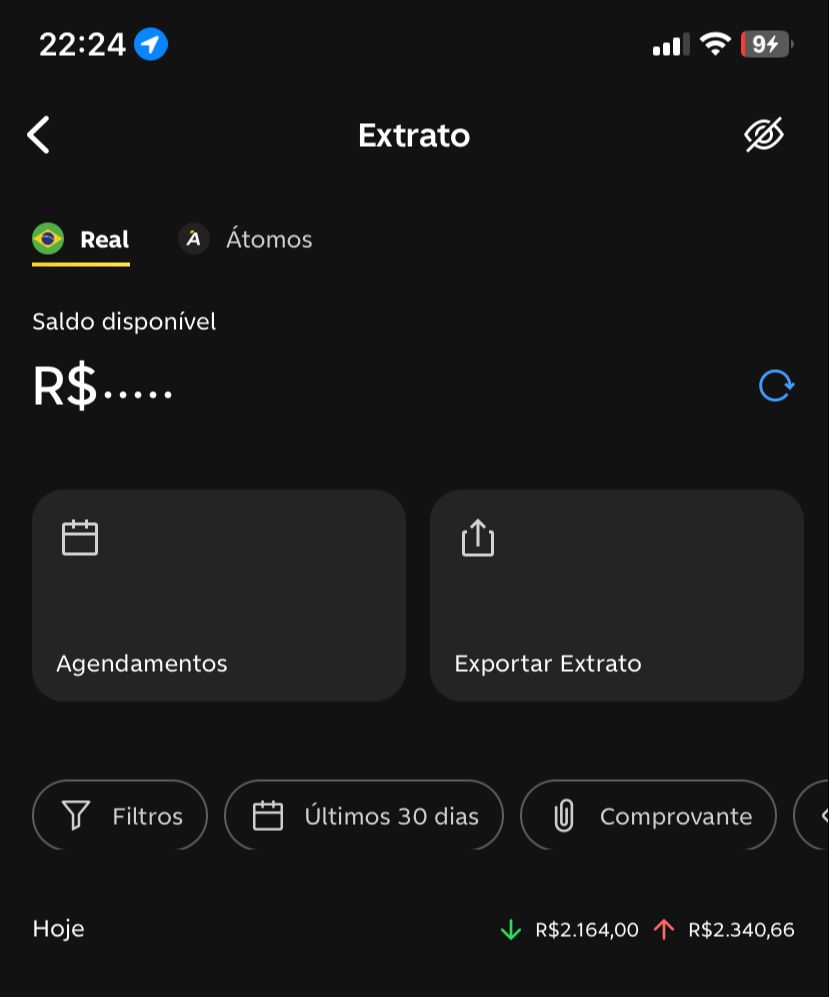 22:24 9
Extrato
Real Átomos
Saldo disponível
R$.....
Agendamentos Exportar Extrato
Filtros Últimos 30 dias Comprovante
Hoje R$2.164,00 R$2.340,66